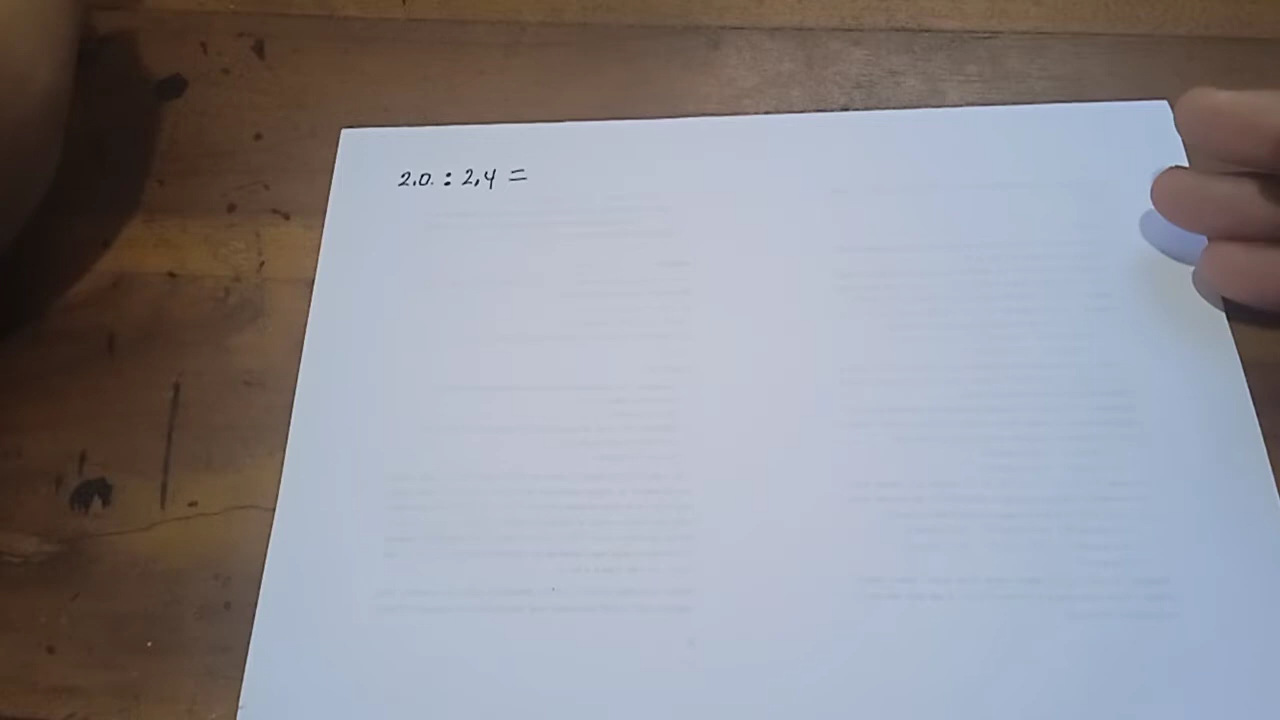 2,0. : 2,4 =